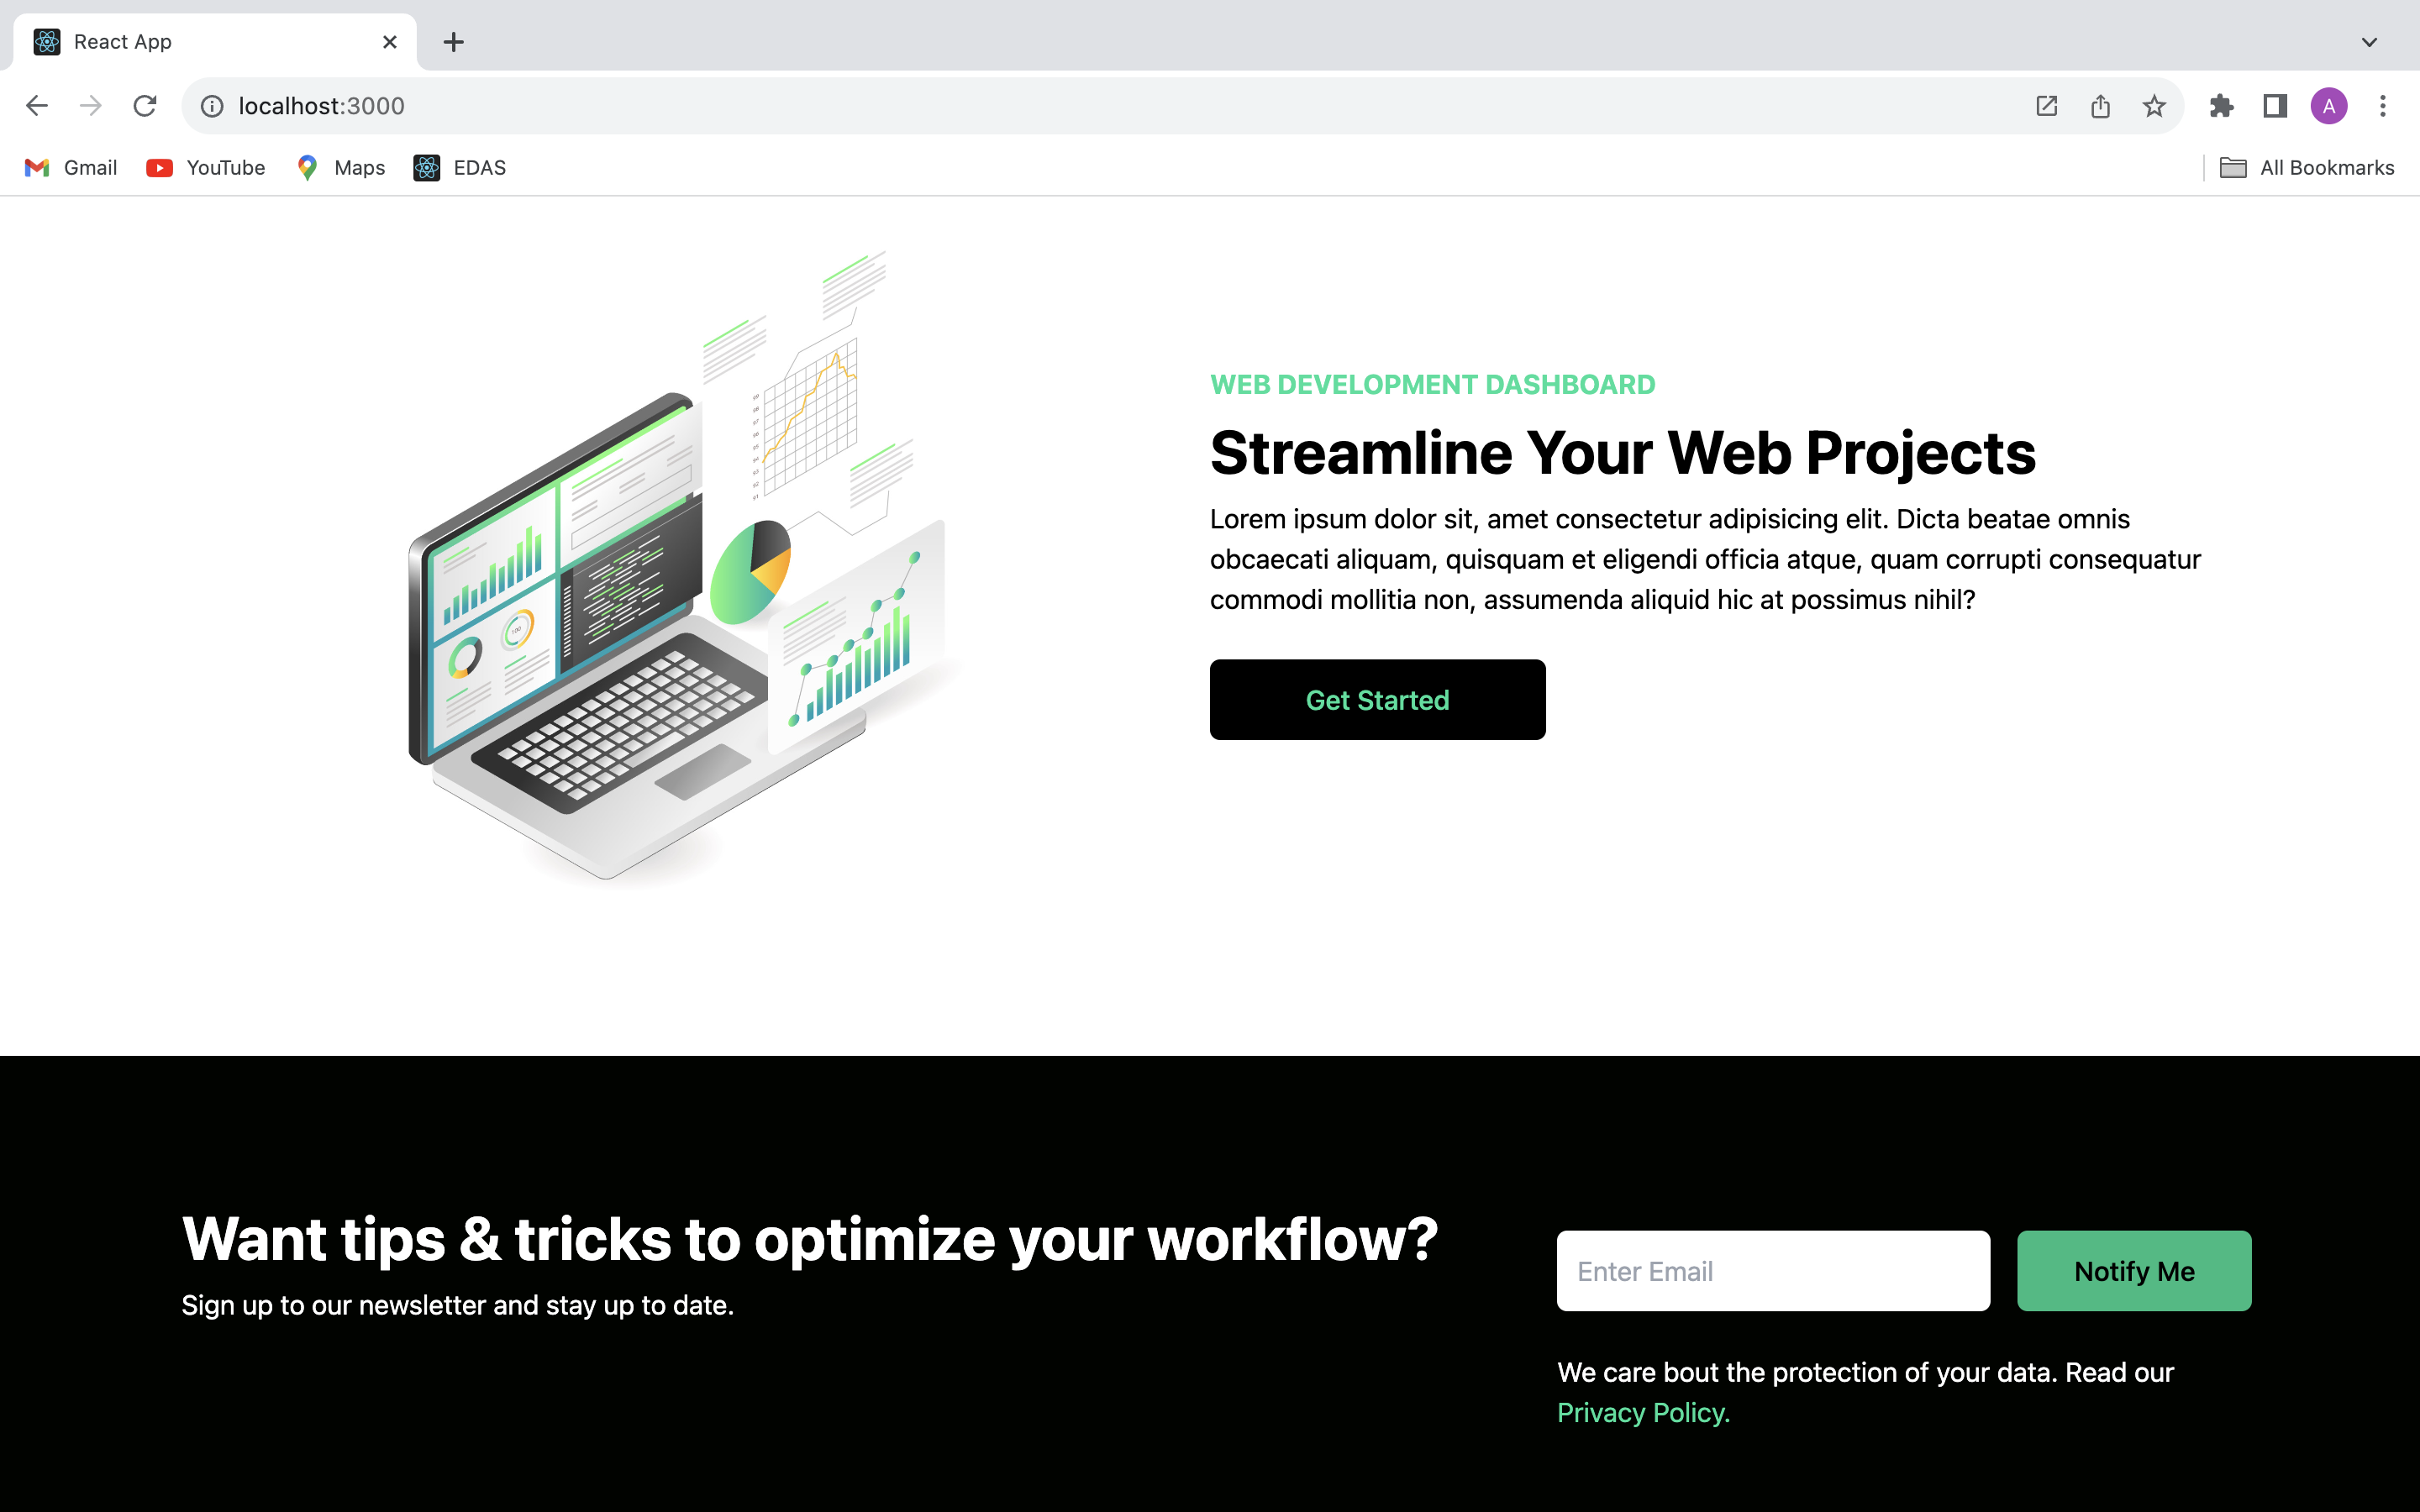 React App
localhost:3000
A
Gmail YouTube Maps EDAS All Bookmarks
WEB DEVELOPMENT DASHBOARD
Streamline Your Web Projects
Lorem ipsum dolor sit, amet consectetur adipisicing elit. Dicta beatae omnis
obcaecati aliquam, quisquam et eligendi officia atque, quam corrupti consequatur
commodi mollitia non, assumenda aliquid hic at possimus nihil?
Get Started
Want tips & tricks to optimize your workflow?
Sign up to our newsletter and stay up to date.
Enter Email
Notify Me
We care bout the protection of your data. Read our
Privacy Policy.